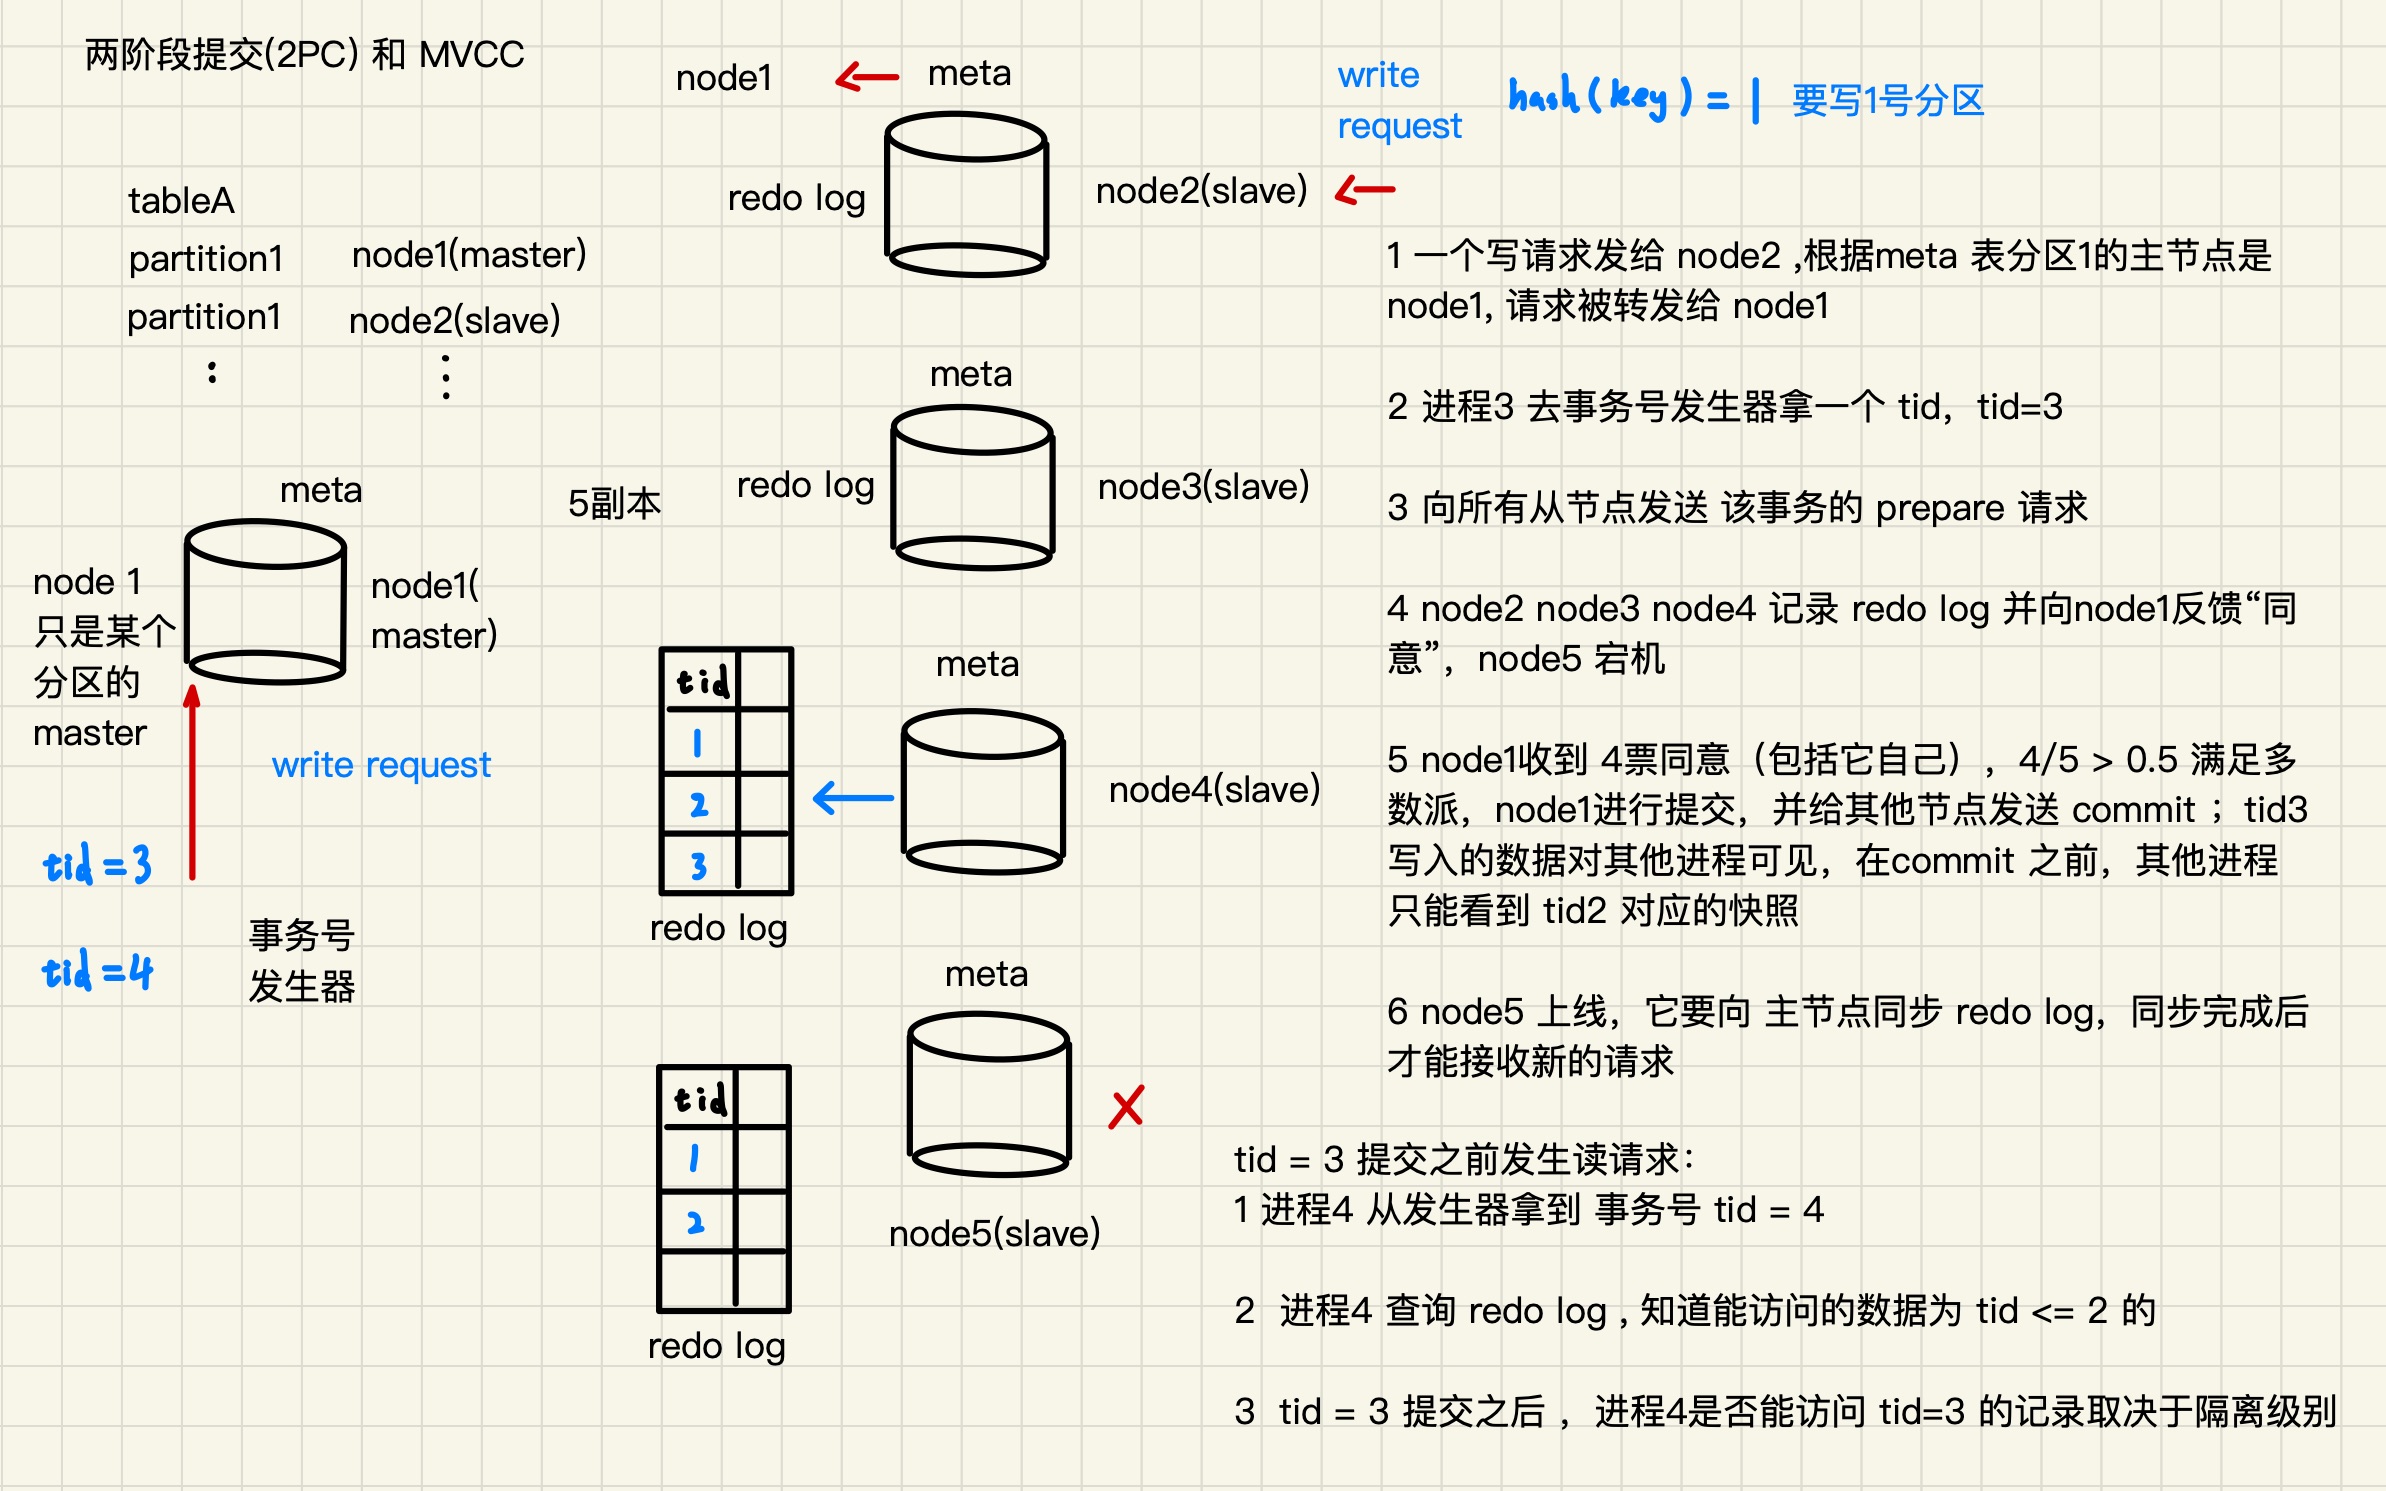 两阶段提交(2PC) 和 MVCC
node1
meta
write
request
hash(key) = 1
要写1号分区
redo log
node2(slave)
tableA
partition1
node1(master)
partition1
node2(slave)
meta
redo log
node3(slave)
meta
5副本
node 1
只是某个
分区的
master
node1(
master)
write request
tid=3
tid=4
事务号
发生器
tid
1
2
3
redo log
meta
node4(slave)
meta
tid
1
2
redo log
node5(slave)
1 一个写请求发给 node2 ,根据meta 表分区1的主节点是
node1, 请求被转发给 node1
2 进程3 去事务号发生器拿一个 tid，tid=3
3 向所有从节点发送 该事务的 prepare 请求
4 node2 node3 node4 记录 redo log 并向node1反馈“同
意”，node5 宕机
5 node1收到 4票同意（包括它自己）, 4/5 > 0.5 满足多
数派，node1进行提交，并给其他节点发送 commit ；tid3
写入的数据对其他进程可见，在commit 之前，其他进程
只能看到 tid2 对应的快照
6 node5 上线，它要向 主节点同步 redo log，同步完成后
才能接收新的请求
tid = 3 提交之前发生读请求：
1 进程4 从发生器拿到 事务号 tid = 4
2 进程4 查询 redo log , 知道能访问的数据为 tid <= 2 的
3 tid = 3 提交之后 ，进程4是否能访问 tid=3 的记录取决于隔离级别